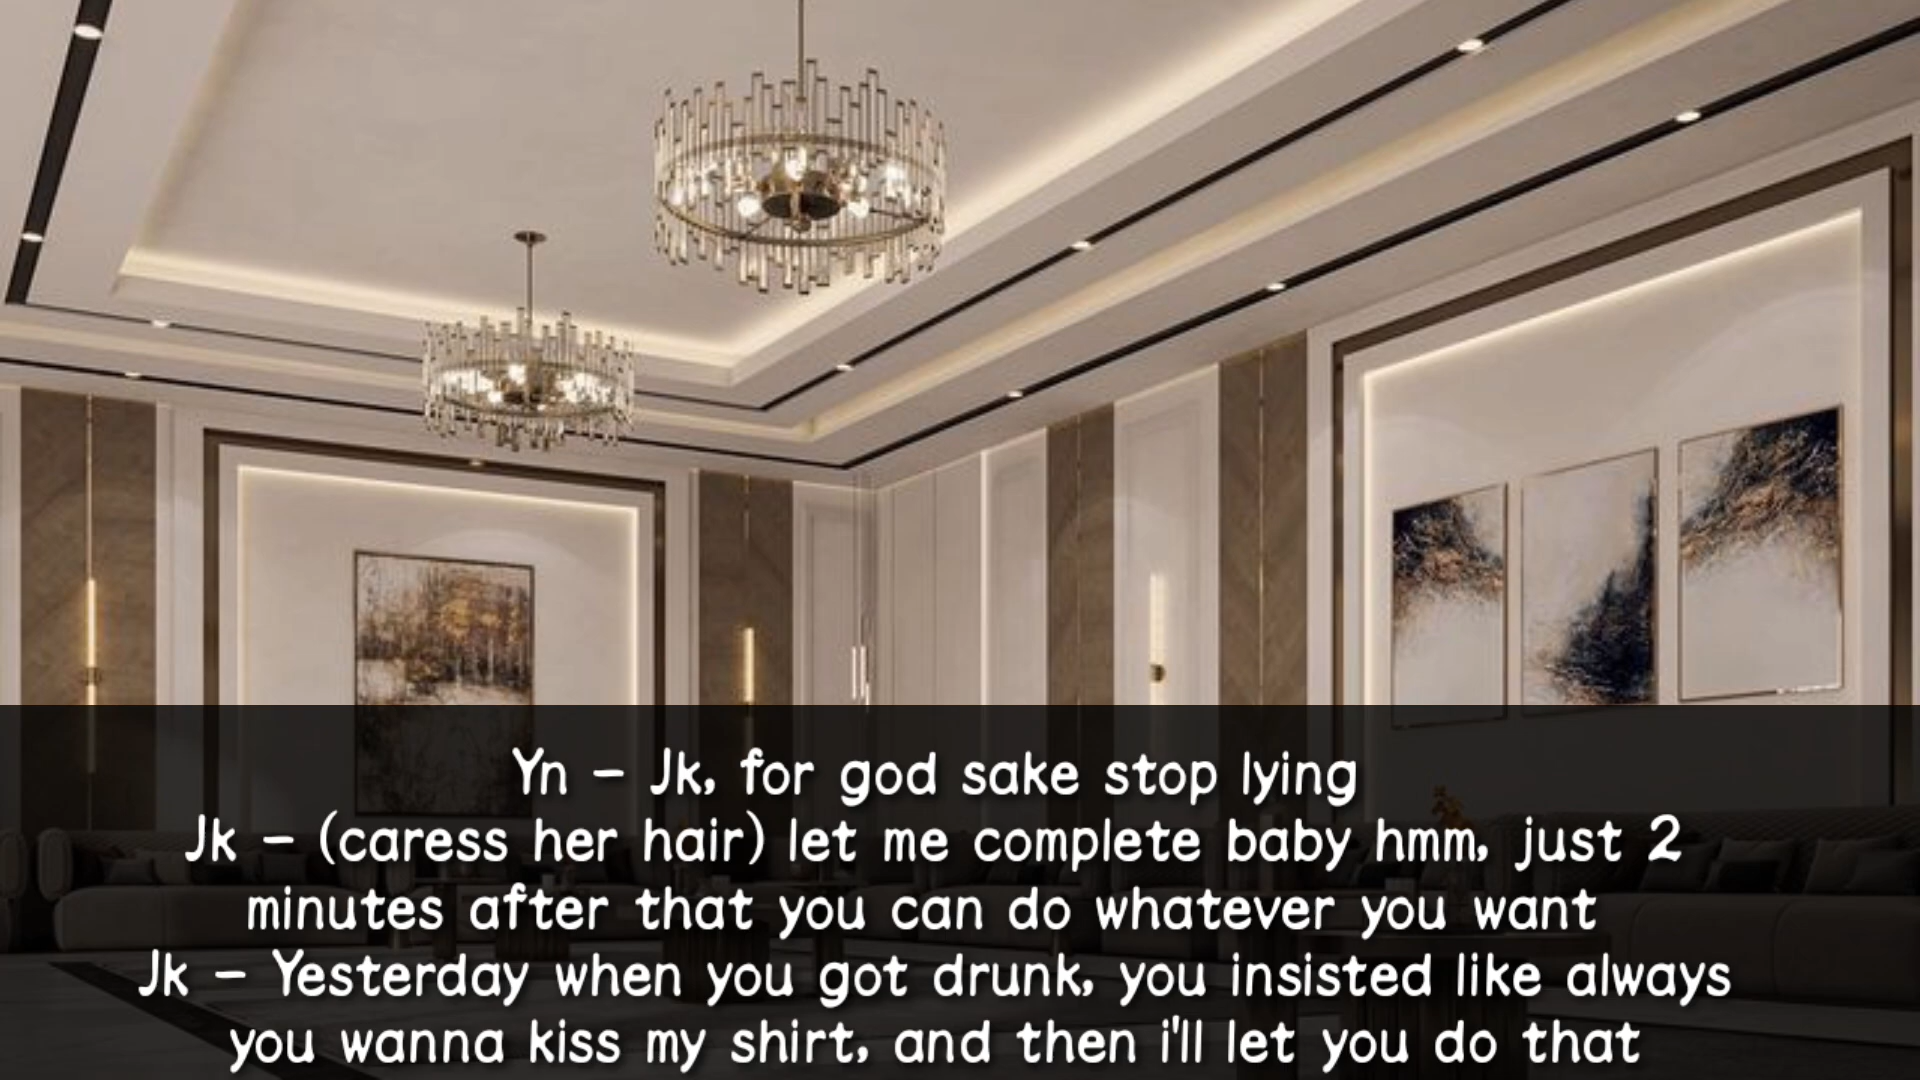 Yn - Jk, for god sake stop lying
Jk - (caress her hair) let me complete baby hmm, just 2
minutes after that you can do whatever you want
Jk - Yesterday when you got drunk, you insisted like always
you wanna kiss my shirt, and then i'll let you do that